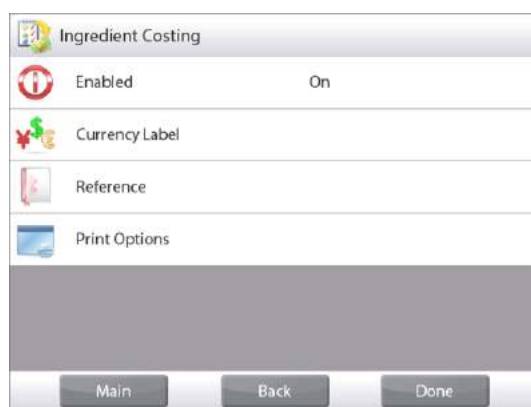 Ingredient Costing
Enabled On
Currency Label
Reference
Print Options
Main Back Done